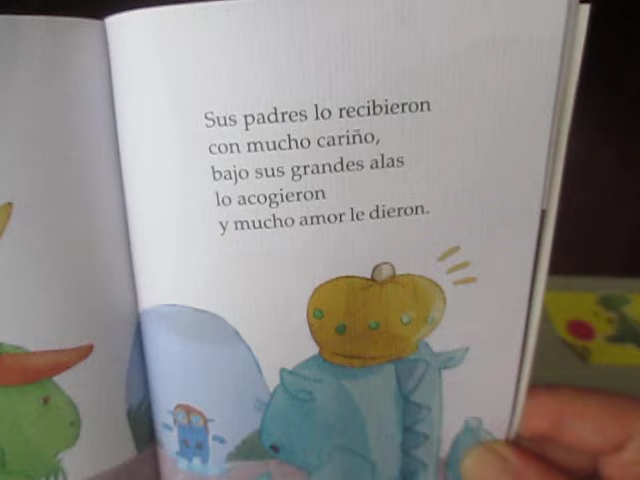 Sus padres lo recibieron
con mucho cariño,
bajo sus grandes alas
lo acogieron
y mucho amor le dieron.